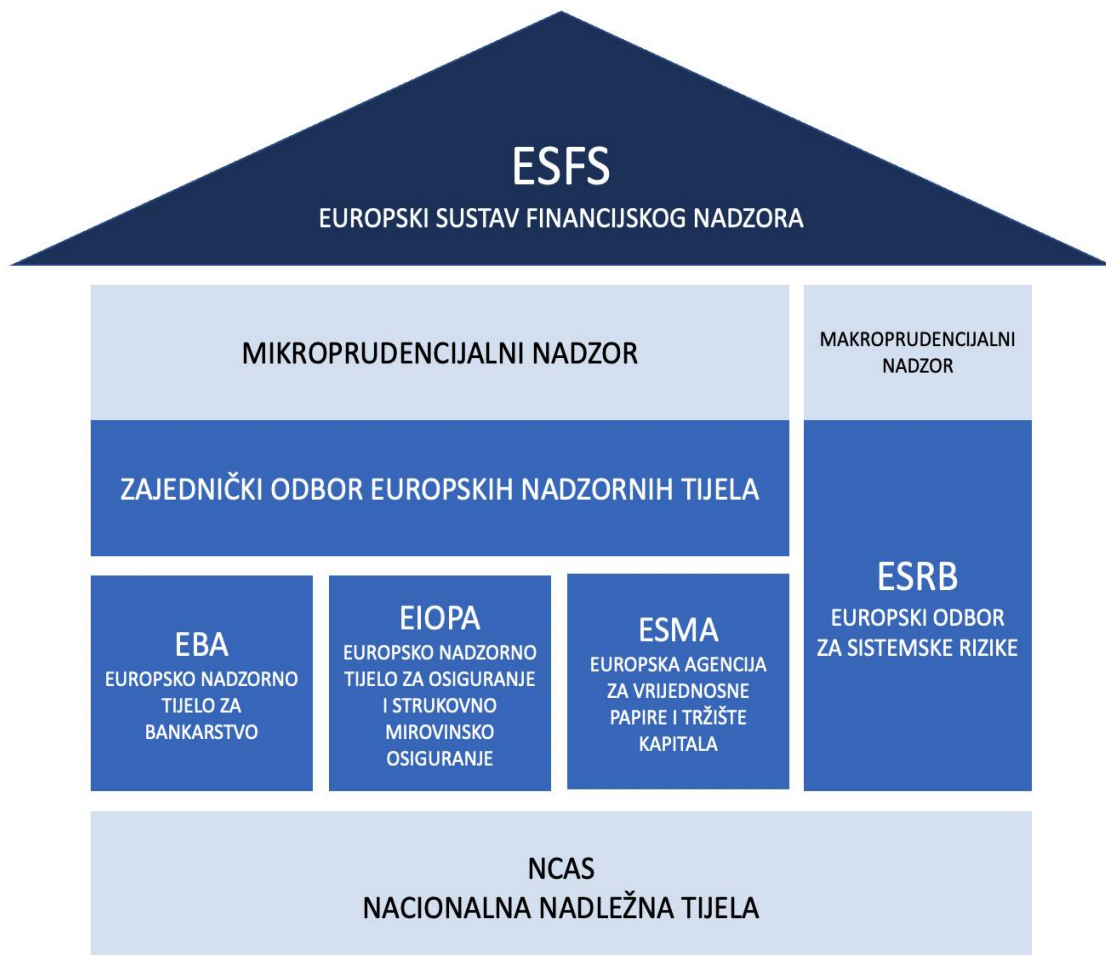 ESFS
EUROPSKI SUSTAV FINANCIJSKOG NADZORA
MIKROPRUDENCIJALNI NADZOR
MAKROPRUDENCIJALNI
NADZOR
ZAJEDNIČKI ODBOR EUROPSKIH NADZORNIH TIJELA
EBA
EUROPSKO NADZORNO
TIJELO ZA
BANKARSTVO
EIOPA
EUROPSKO NADZORNO
TIJELO ZA OSIGURANJE
I STRUKOVNO
MIROVINSKO
OSIGURANJE
ESMA
EUROPSKA AGENCIJA
ZA VRIJEDNOSNE
PAPIRE I TRŽIŠTE
KAPITALA
ESRB
EUROPSKI ODBOR
ZA SISTEMSKE RIZIKE
NCAS
NACIONALNA NADLEŽNA TIJELA